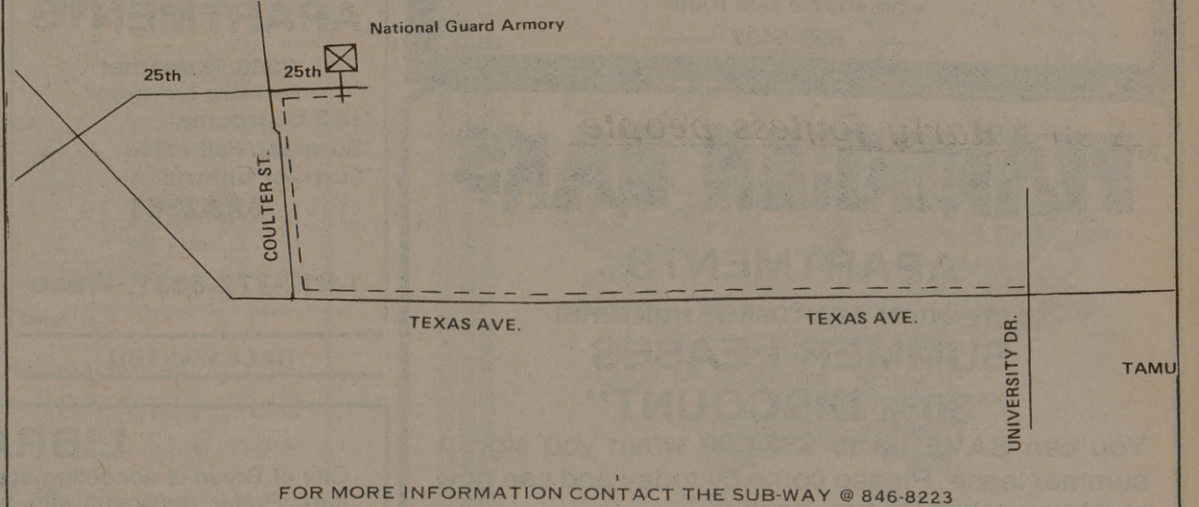 National Guard Armory
25th 25th
COULTER ST.
TEXAS AVE. TEXAS AVE.
UNIVERSITY DR.
TAMU
FOR MORE INFORMATION CONTACT THE SUB-WAY @ 846-8223